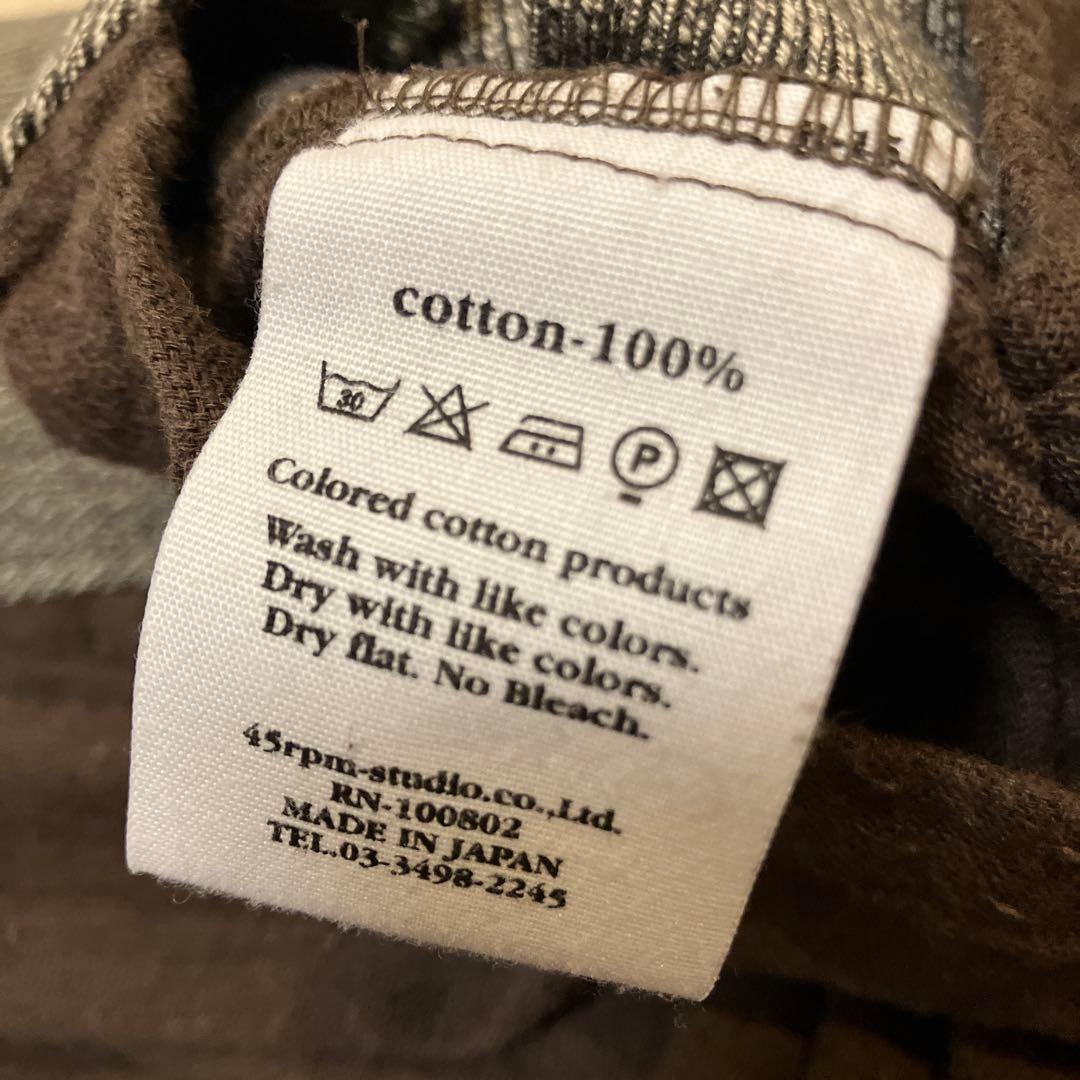 cotton-100%
30
P
Colored cotton products
Wash with like colors.
Dry with like colors.
Dry flat. No Bleach.
45rpm-studio.co.,Ltd.
RN-100802
MADE IN JAPAN
TEL.03-3498-2245